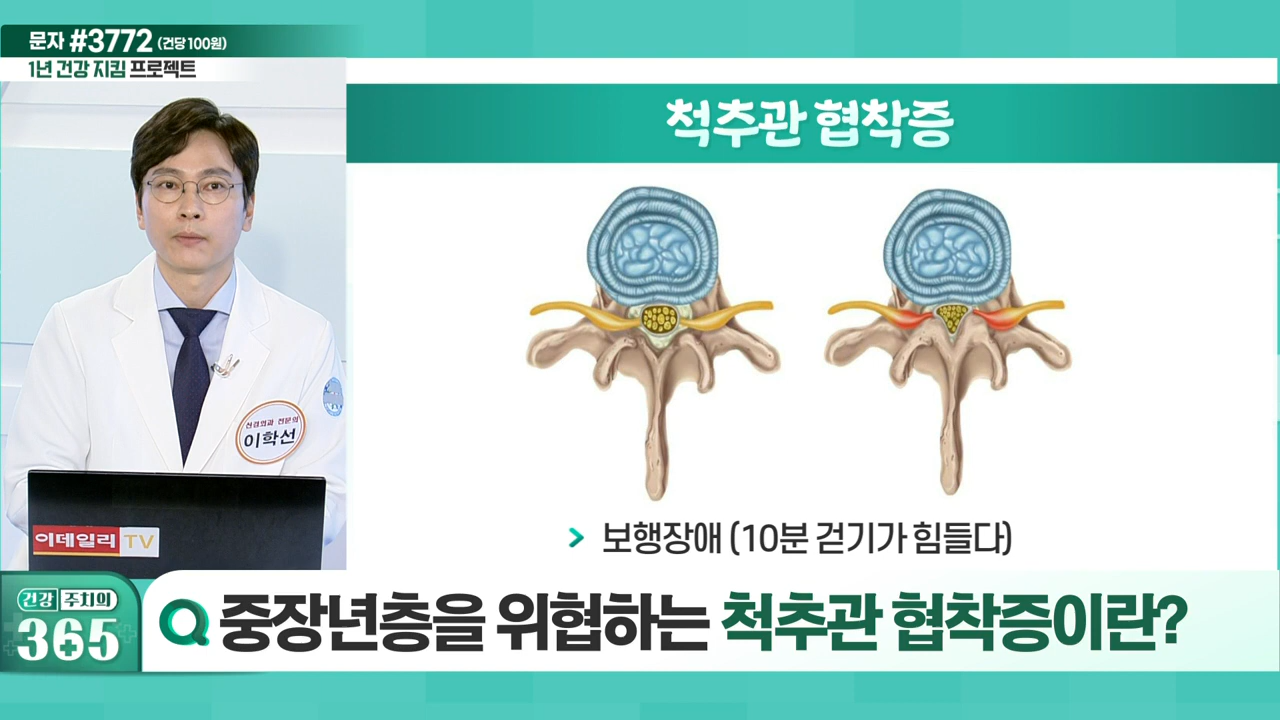 문자 #3772 (건당 100원)
1년 건강 지킴 프로젝트
척추관 협착증
신경외과 전문의
이학선
이데일리 TV
보행장애 (10분 걷기가 힘들다)
건강 주치의
365
Q 중장년층을 위협하는 척추관 협착증이란?